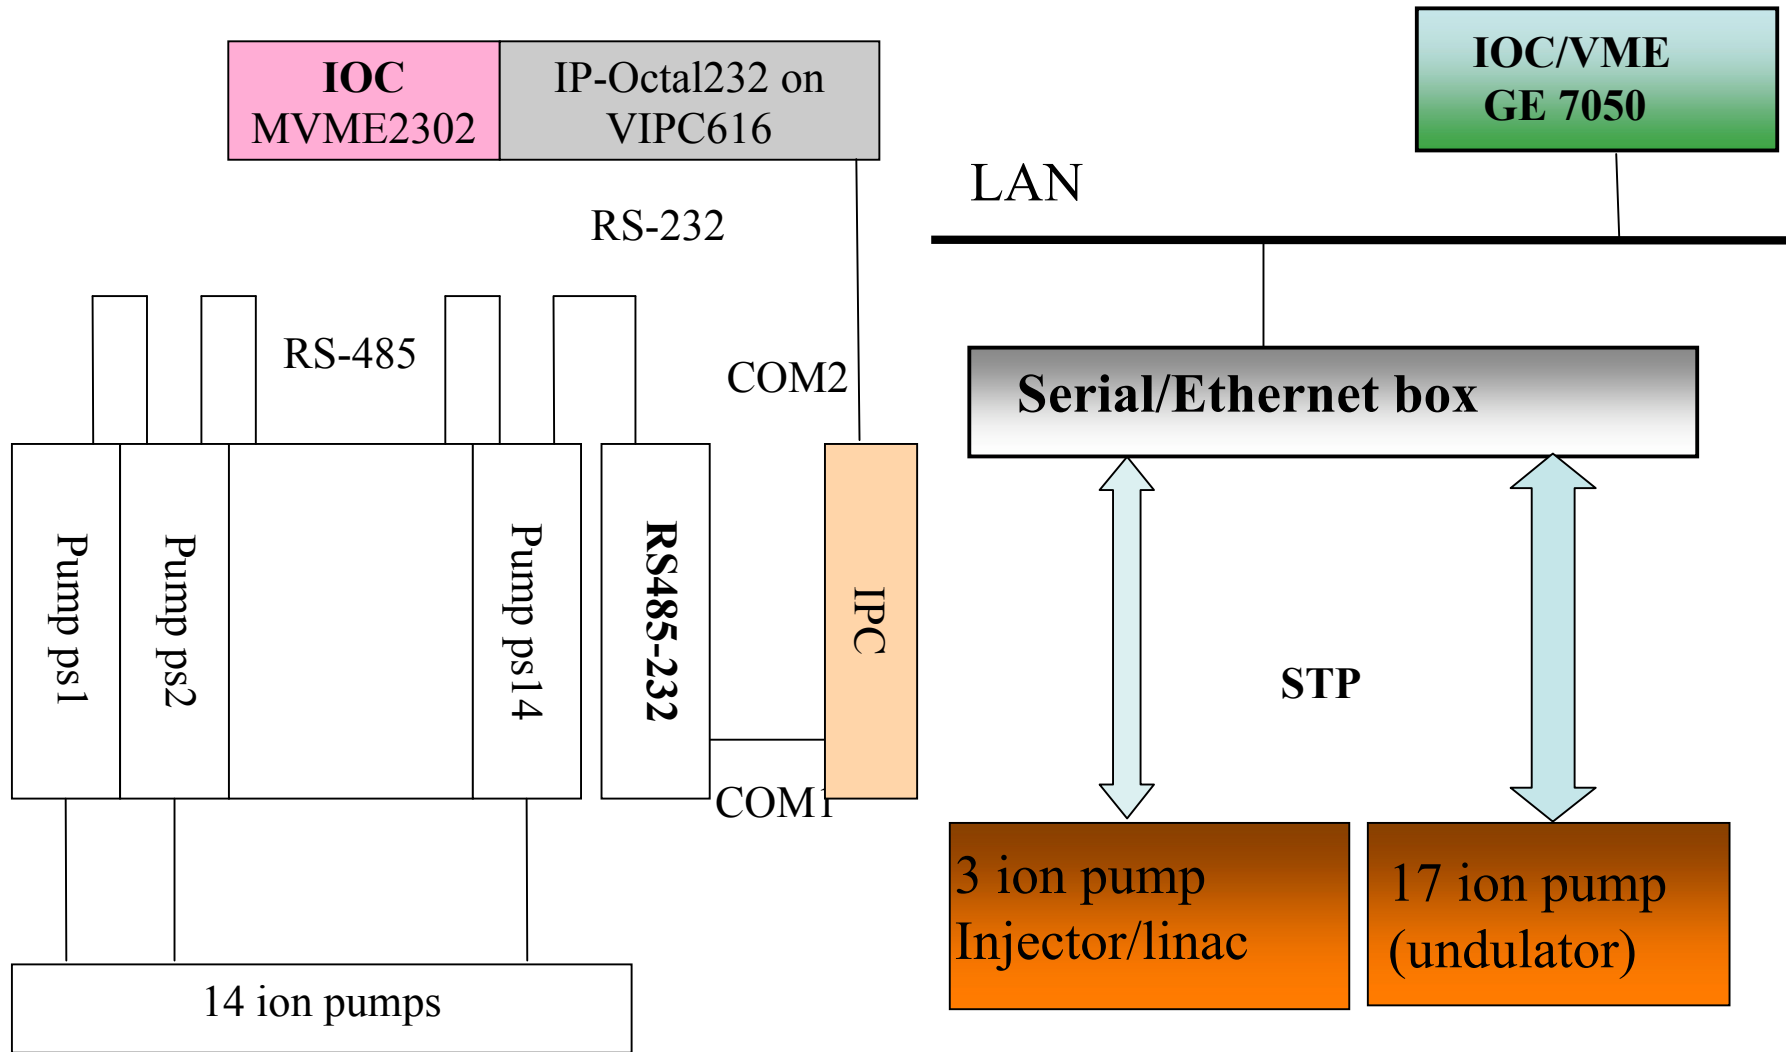 IOC
MVME2302
IP-Octal232 on
VIPC616
RS-232
RS-485
COM2
Pump ps1
Pump ps2
Pump ps14
RS485-232
IPC
COM1
14 ion pumps
IOC/VME
GE 7050
LAN
Serial/Ethernet box
STP
3 ion pump
Injector/linac
17 ion pump
(undulator)